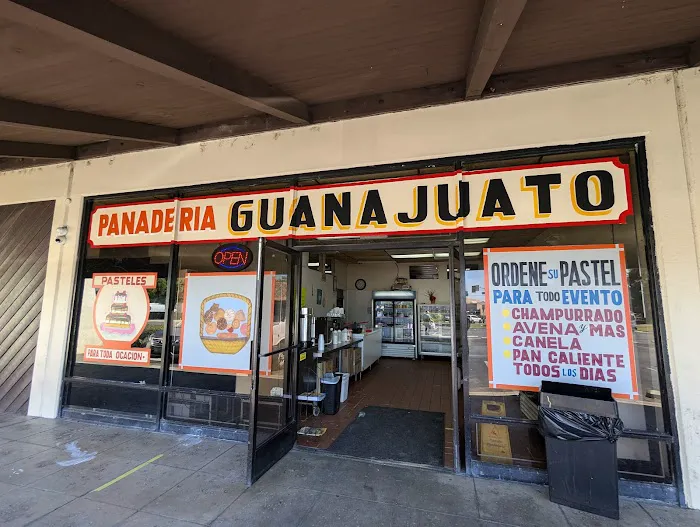 PANADERIA GUANAJUATO
OPEN
PASTELES
PARA TODA OCACION
ORDENE SU PASTEL
PARA TODO EVENTO
• CHAMPURRADO
• AVENA Y MAS
• CANELA
• PAN CALIENTE
TODOS LOS DIAS